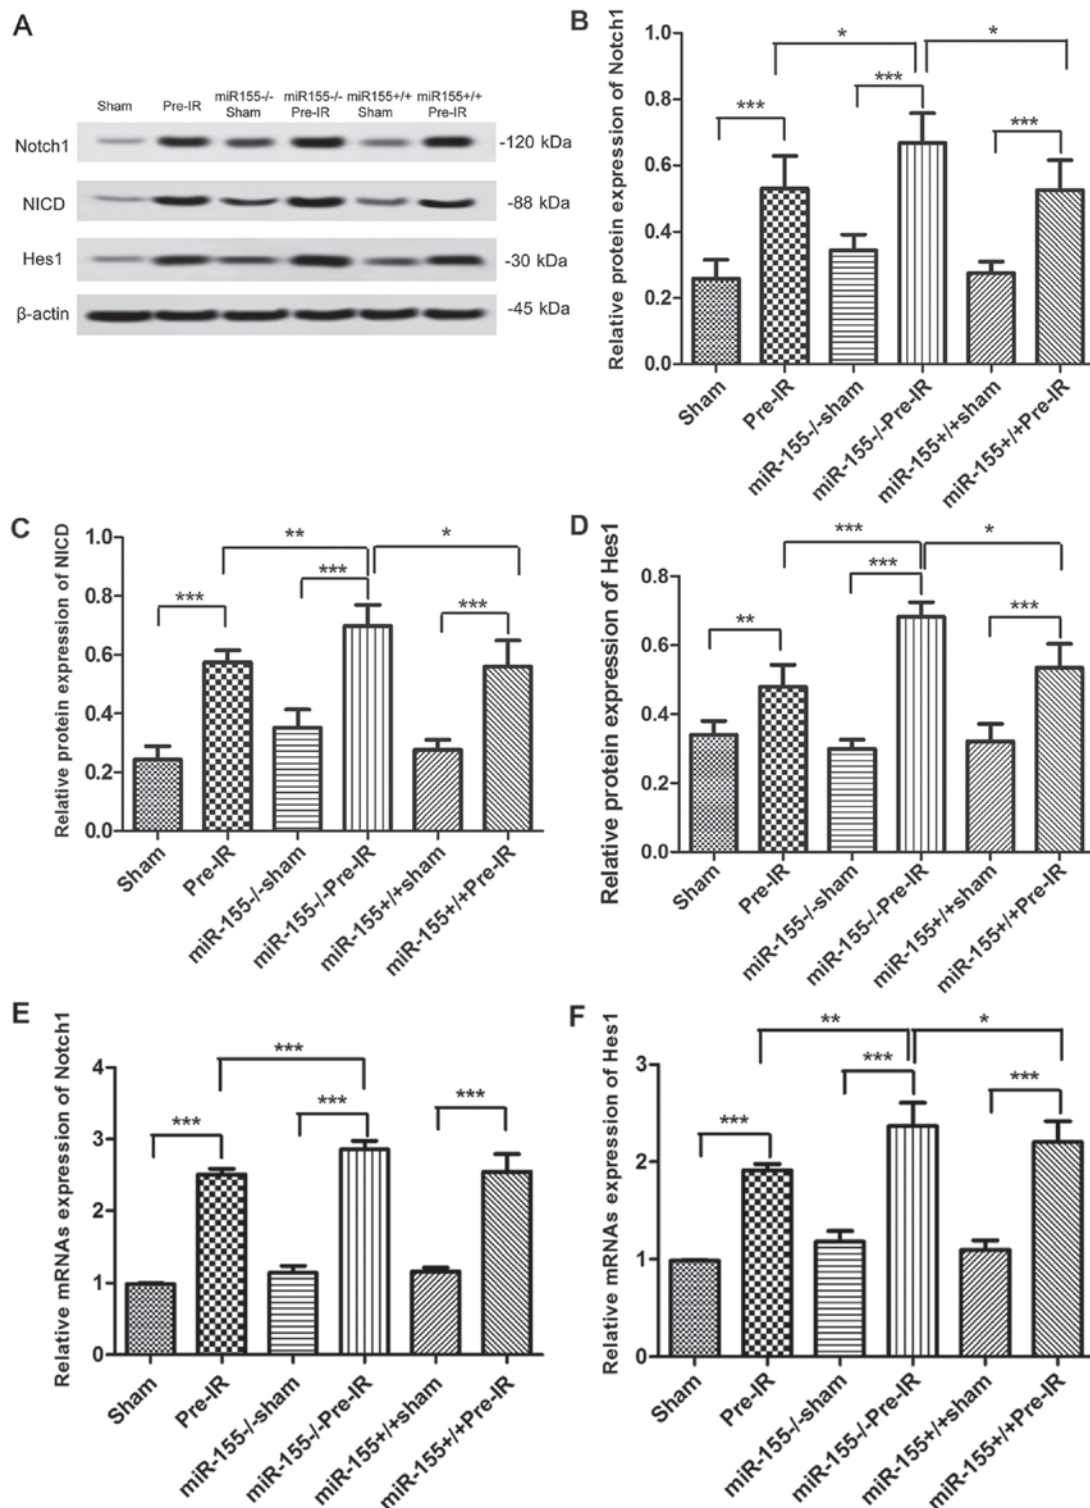 A
Sham Pre-IR miR155-/- Sham miR155-/- Pre-IR miR155+/+ Sham miR155+/+ Pre-IR
Notch1 -120 kDa
NICD -88 kDa
Hes1 -30 kDa
β-actin -45 kDa
B
Relative protein expression of Notch1
1.0
0.8
0.6
0.4
0.2
0.0
*
*
***
***
***
Sham
Pre-IR
miR-155-/-sham
miR-155-/-Pre-IR
miR-155+/+sham
miR-155+/+Pre-IR
C
Relative protein expression of NICD
1.0
0.8
0.6
0.4
0.2
0.0
**
*
***
***
***
Sham
Pre-IR
miR-155-/-sham
miR-155-/-Pre-IR
miR-155+/+sham
miR-155+/+Pre-IR
D
Relative protein expression of Hes1
0.8
0.6
0.4
0.2
0.0
***
*
***
**
***
Sham
Pre-IR
miR-155-/-sham
miR-155-/-Pre-IR
miR-155+/+sham
miR-155+/+Pre-IR
E
Relative mRNAs expression of Notch1
4
3
2
1
0
***
***
***
***
Sham
Pre-IR
miR-155-/-sham
miR-155-/-Pre-IR
miR-155+/+sham
miR-155+/+Pre-IR
F
Relative mRNAs expression of Hes1
3
2
1
0
**
*
***
***
***
Sham
Pre-IR
miR-155-/-sham
miR-155-/-Pre-IR
miR-155+/+sham
miR-155+/+Pre-IR